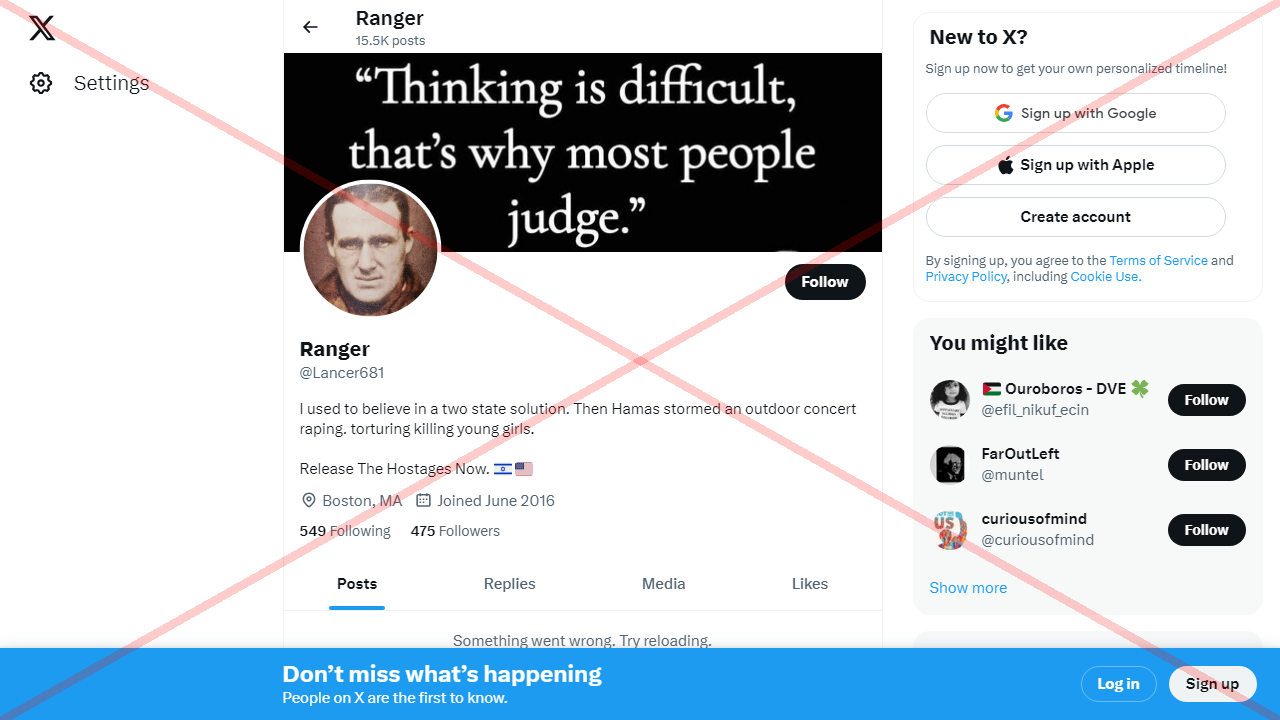 Settings
Ranger
15.5K posts
“Thinking is difficult,
that’s why most people
judge.”
Follow
Ranger
@Lancer681
I used to believe in a two state solution. Then Hamas stormed an outdoor concert
raping. torturing killing young girls.
Release The Hostages Now. 🇮🇱🇺🇸
Boston, MA Joined June 2016
549 Following 475 Followers
Posts Replies Media Likes
Something went wrong. Try reloading.
New to X?
Sign up now to get your own personalized timeline!
Sign up with Google
Sign up with Apple
Create account
By signing up, you agree to the Terms of Service and
Privacy Policy, including Cookie Use.
You might like
🇵🇸 Ouroboros - DVE 🍀
@efil_nikuf_ecin
Follow
FarOutLeft
@muntel
Follow
curiousofmind
@curiousofmind
Follow
Show more
Don’t miss what’s happening
People on X are the first to know.
Log in
Sign up